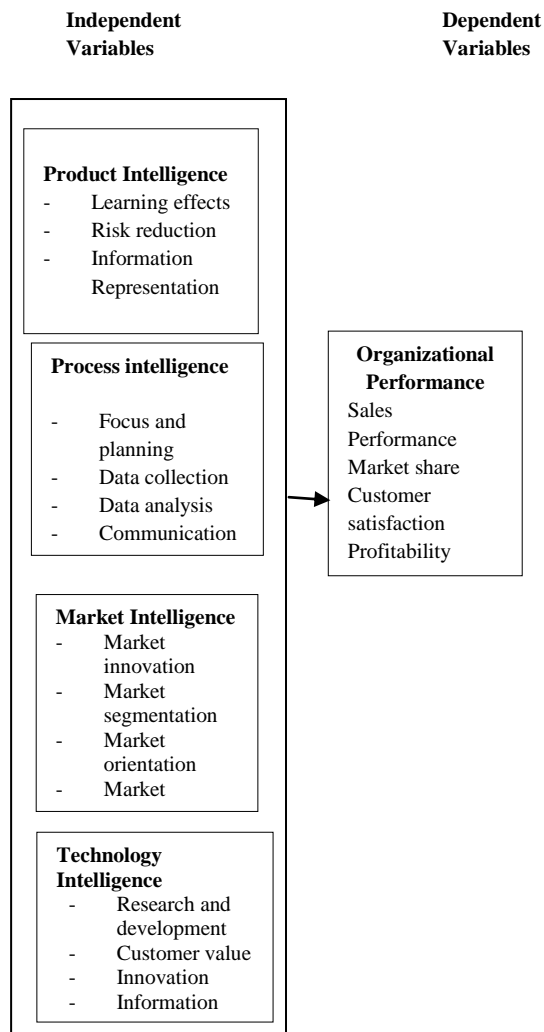 Independent
Variables
Dependent
Variables
Product Intelligence
- Learning effects
- Risk reduction
- Information
Representation
Process intelligence
- Focus and
planning
- Data collection
- Data analysis
- Communication
Organizational
Performance
Sales
Performance
Market share
Customer
satisfaction
Profitability
Market Intelligence
- Market
innovation
- Market
segmentation
- Market
orientation
- Market
Technology
Intelligence
- Research and
development
- Customer value
- Innovation
- Information